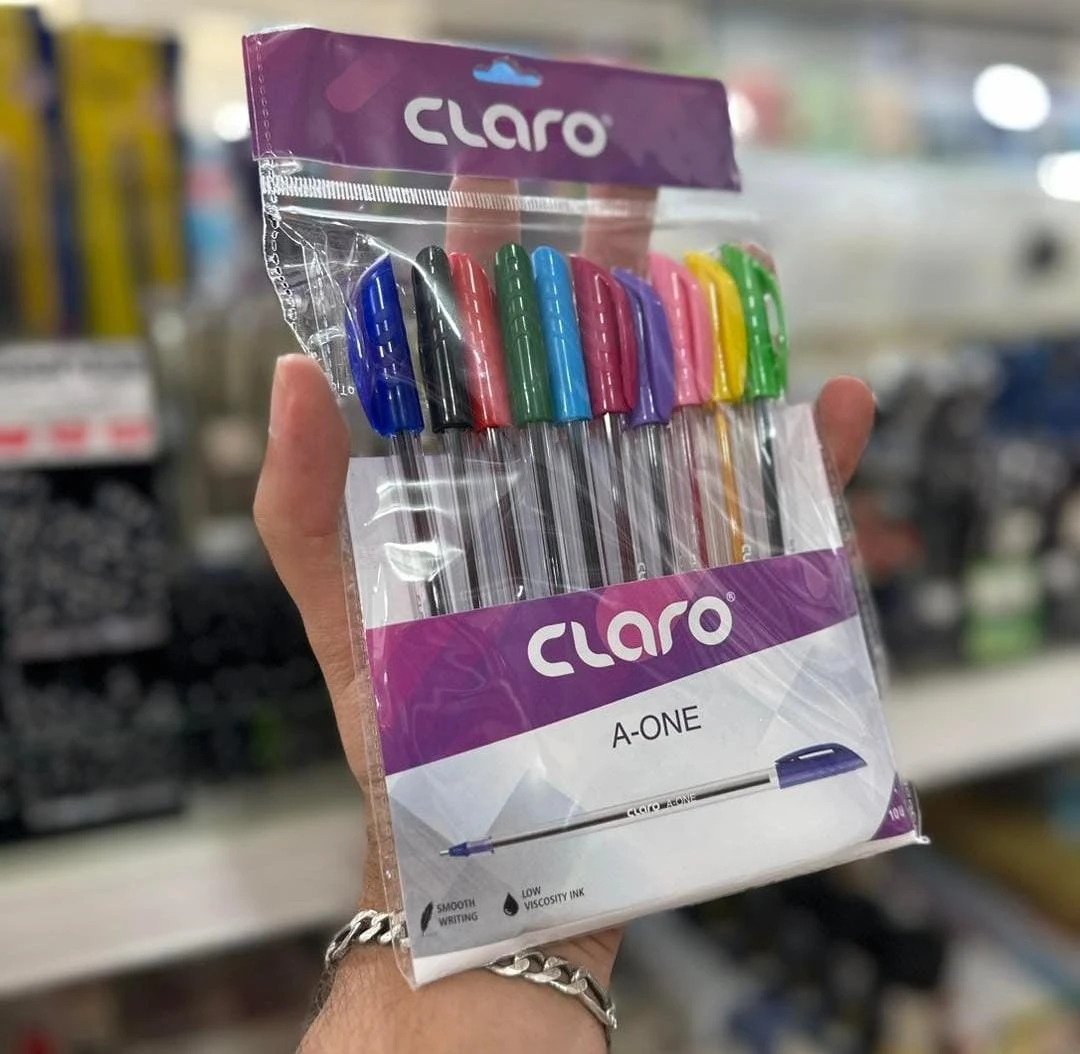 CLARO
CLARO®
A-ONE
CLARO A-ONE
SMOOTH
WRITING
LOW
VISCOSITY INK